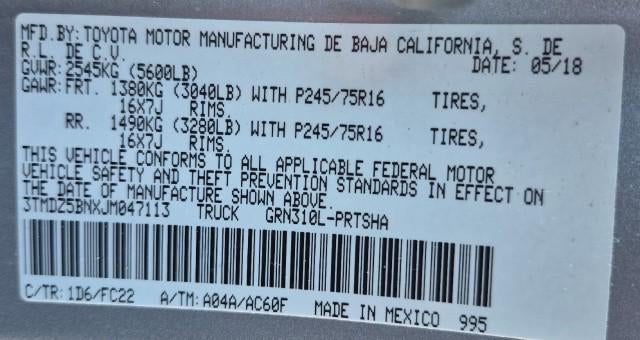 MFD.BY: TOYOTA MOTOR MANUFACTURING DE BAJA CALIFORNIA, S. DE
R.L. DE C.V. DATE: 05/18
GVWR: 2545KG (5600LB)
GAWR: FRT. 1380KG (3040LB) WITH P245/75R16 TIRES,
16X7J RIMS.
RR. 1490KG (3280LB) WITH P245/75R16 TIRES,
16X7J RIMS.
THIS VEHICLE CONFORMS TO ALL APPLICABLE FEDERAL MOTOR
VEHICLE SAFETY AND THEFT PREVENTION STANDARDS IN EFFECT ON
THE DATE OF MANUFACTURE SHOWN ABOVE.
3TMDZ5BNXJM047113 TRUCK GRN310L-PRTSHA
C/TR: 1D6/FC22 A/TM: A04A/AC60F MADE IN MEXICO 995